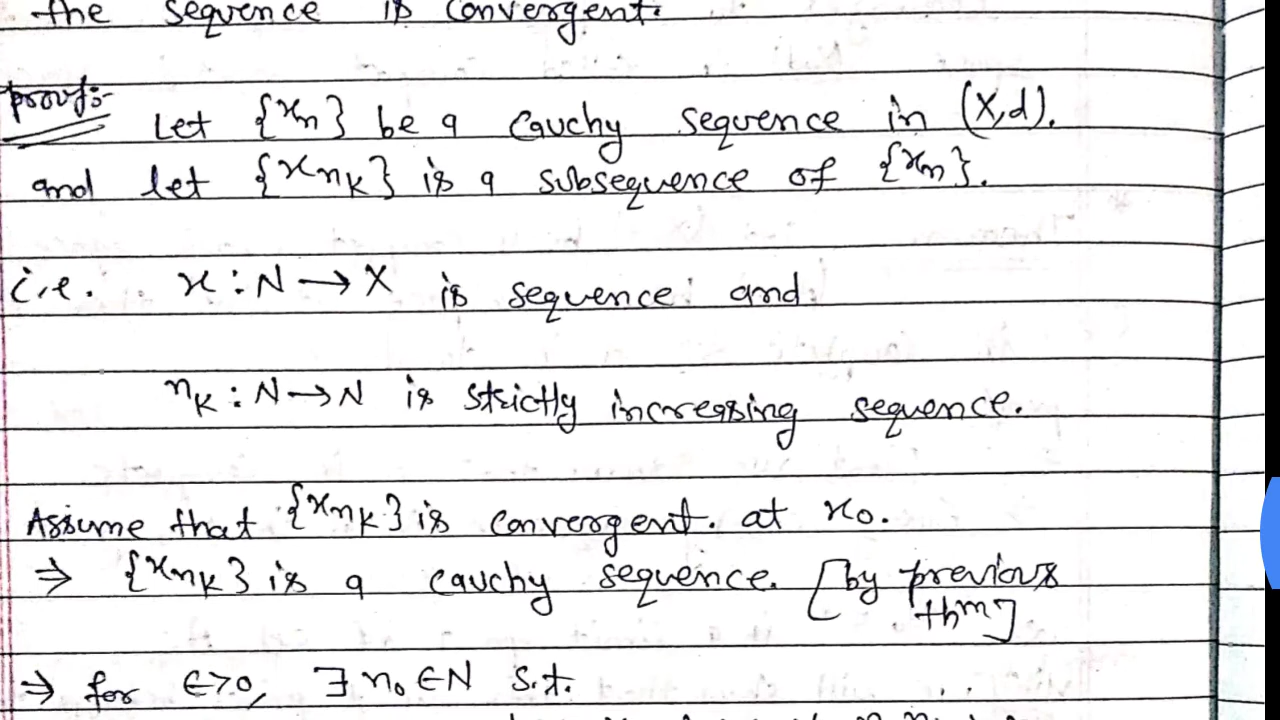 the sequence is convergent.
proof:-
Let {xn} be a Cauchy sequence in (X,d).
and let {xnK} is a subsequence of {xn}.
i.e. x : N → X is sequence and
nK : N → N is strictly increasing sequence.
Assume that {xnK} is convergent. at x0.
⇒ {xnK} is a cauchy sequence. [by previous
thm]
⇒ for ϵ>0, ∃ n0 ∈ N s.t.